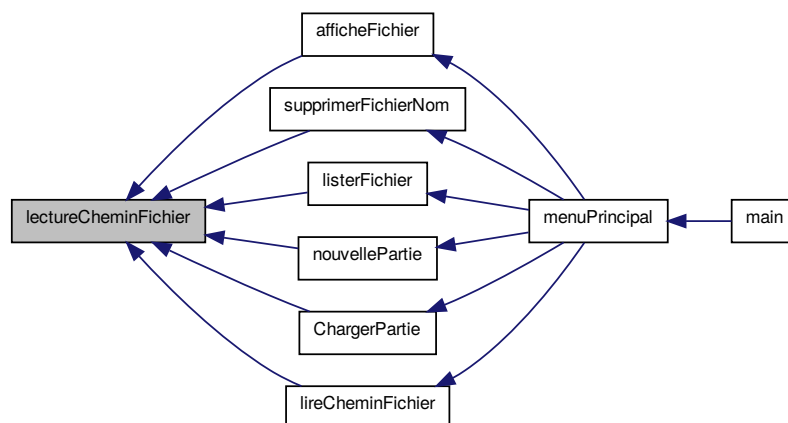 afficheFichier
supprimerFichierNom
listerFichier
lectureCheminFichier
menuPrincipal
main
nouvellePartie
ChargerPartie
lireCheminFichier